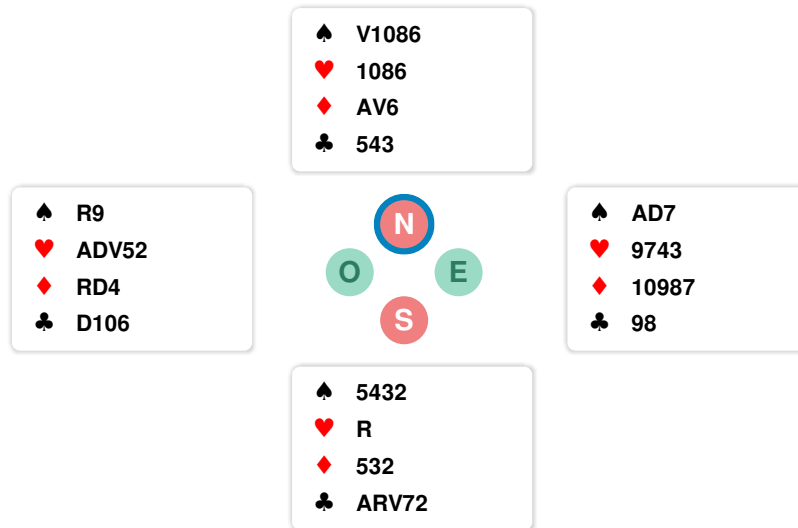 ♠ V1086
♥ 1086
♦ AV6
♣ 543
♠ R9
♥ ADV52
♦ RD4
♣ D106
N
O E
S
♠ AD7
♥ 9743
♦ 10987
♣ 98
♠ 5432
♥ R
♦ 532
♣ ARV72